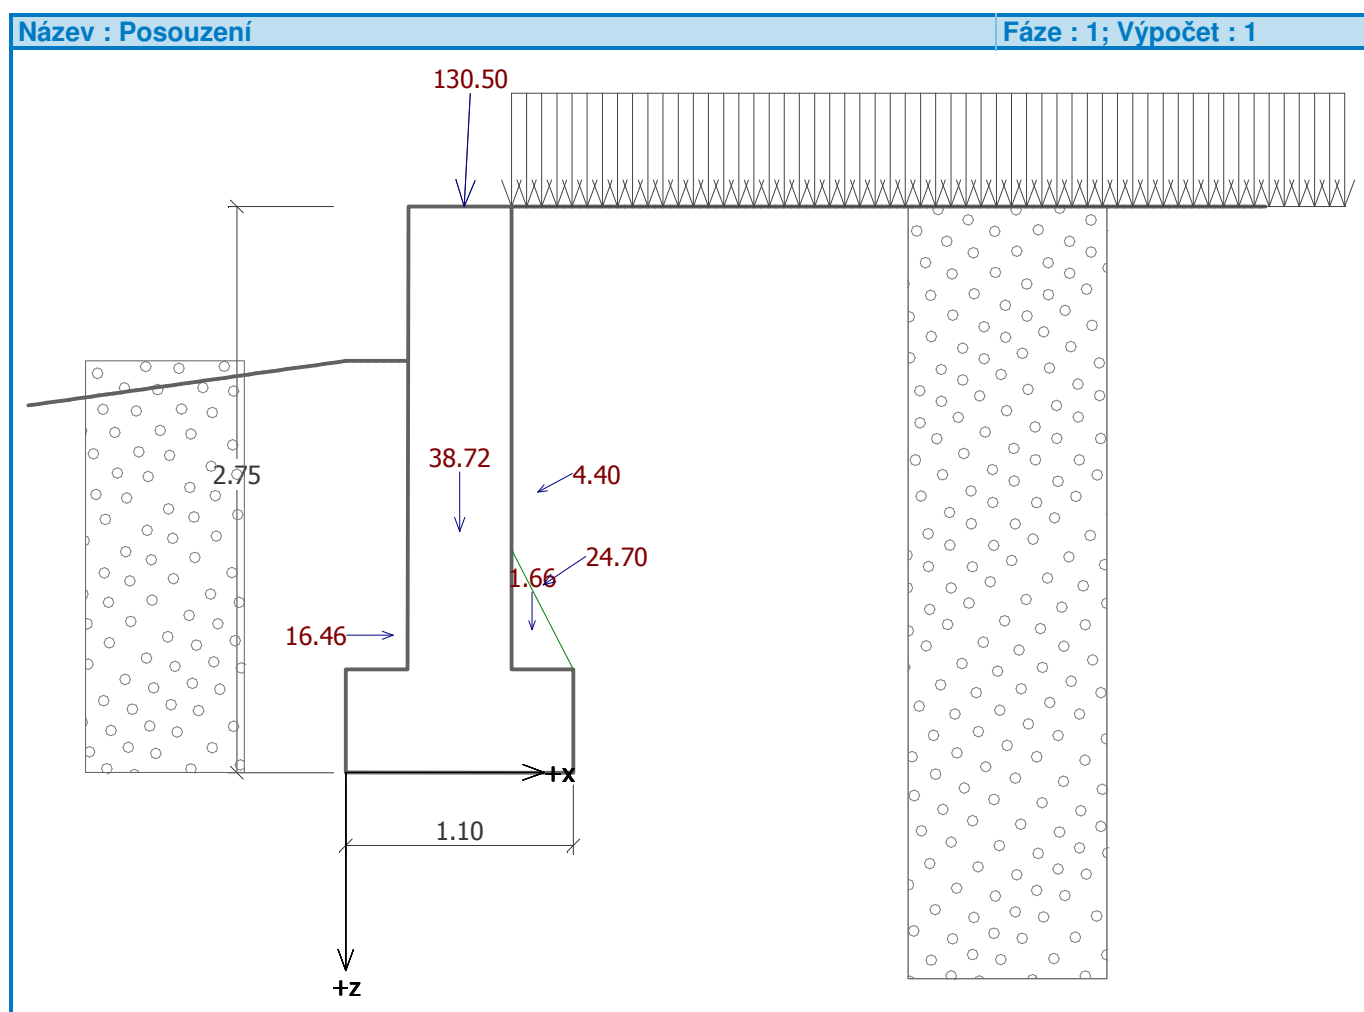 Název : Posouzení
Fáze : 1; Výpočet : 1
130.50
38.72
2.75
4.40
24.70
1.66
16.46
+x
1.10
+z